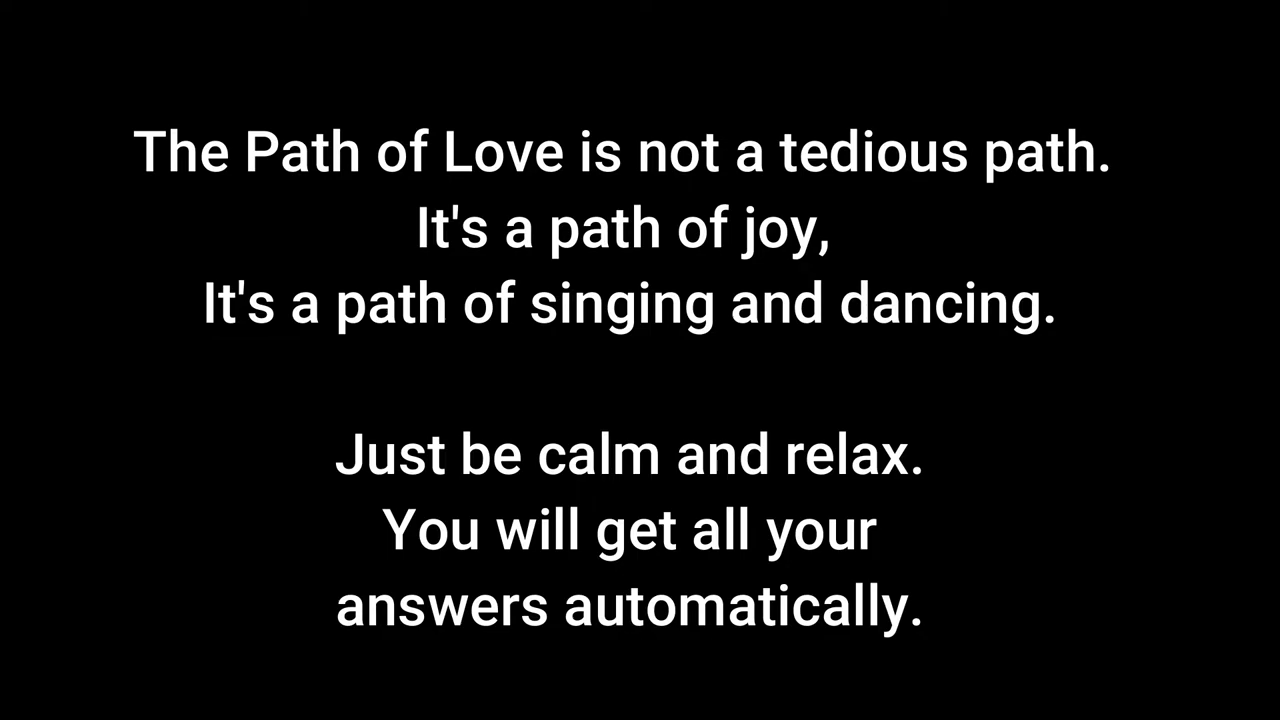 The Path of Love is not a tedious path.
It's a path of joy,
It's a path of singing and dancing.
Just be calm and relax.
You will get all your
answers automatically.